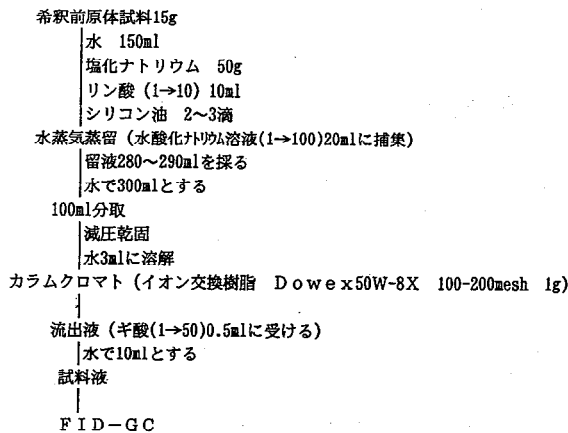 希釈前原体試料15g
水 150ml
塩化ナトリウム 50g
リン酸 (1→10) 10ml
シリコン油 2~3滴
水蒸気蒸留 (水酸化ナトリウム溶液(1→100)20mlに捕集)
留液280~290mlを採る
水で300mlとする
100ml分取
減圧乾固
水3mlに溶解
カラムクロマト (イオン交換樹脂 Dowex50W-8X 100-200mesh 1g)
流出液 (ギ酸(1→50)0.5mlに受ける)
水で10mlとする
試料液
FID-GC